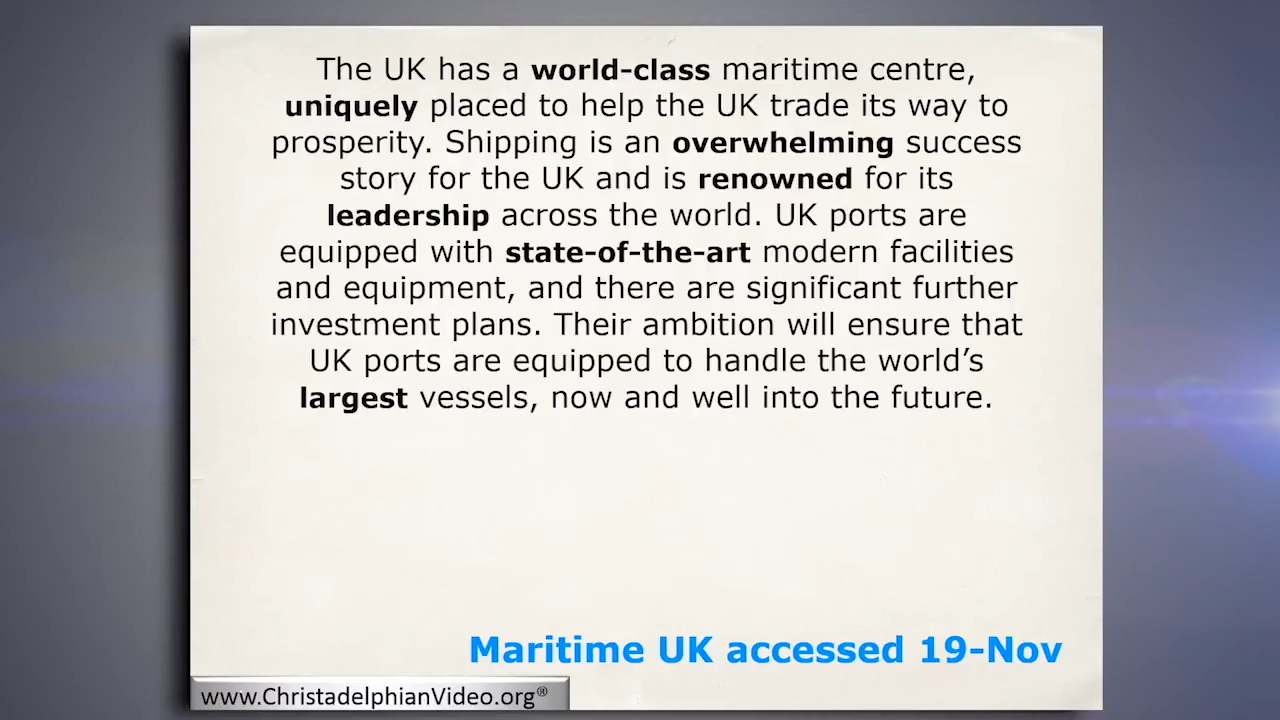 The UK has a world-class maritime centre,
uniquely placed to help the UK trade its way to
prosperity. Shipping is an overwhelming success
story for the UK and is renowned for its
leadership across the world. UK ports are
equipped with state-of-the-art modern facilities
and equipment, and there are significant further
investment plans. Their ambition will ensure that
UK ports are equipped to handle the world’s
largest vessels, now and well into the future.
Maritime UK accessed 19-Nov
www.ChristadelphianVideo.org®